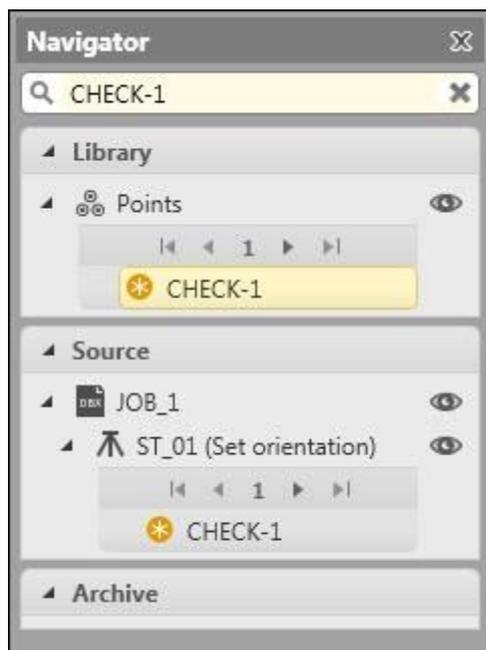 Navigator
CHECK-1
Library
Points
1
CHECK-1
Source
DBX JOB_1
ST_01 (Set orientation)
1
CHECK-1
Archive